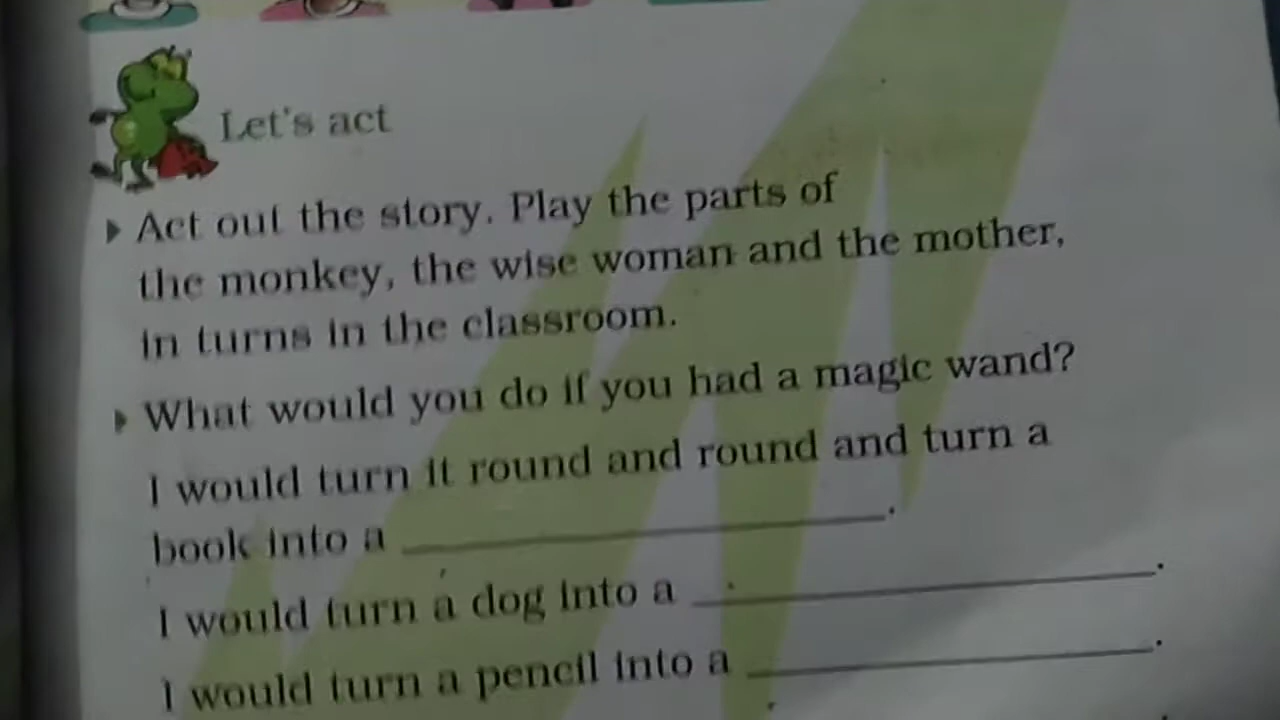 Let's act
Act out the story. Play the parts of
the monkey, the wise woman and the mother,
in turns in the classroom.
What would you do if you had a magic wand?
I would turn it round and round and turn a
book into a ____________.
I would turn a dog into a ____________.
I would turn a pencil into a ____________.